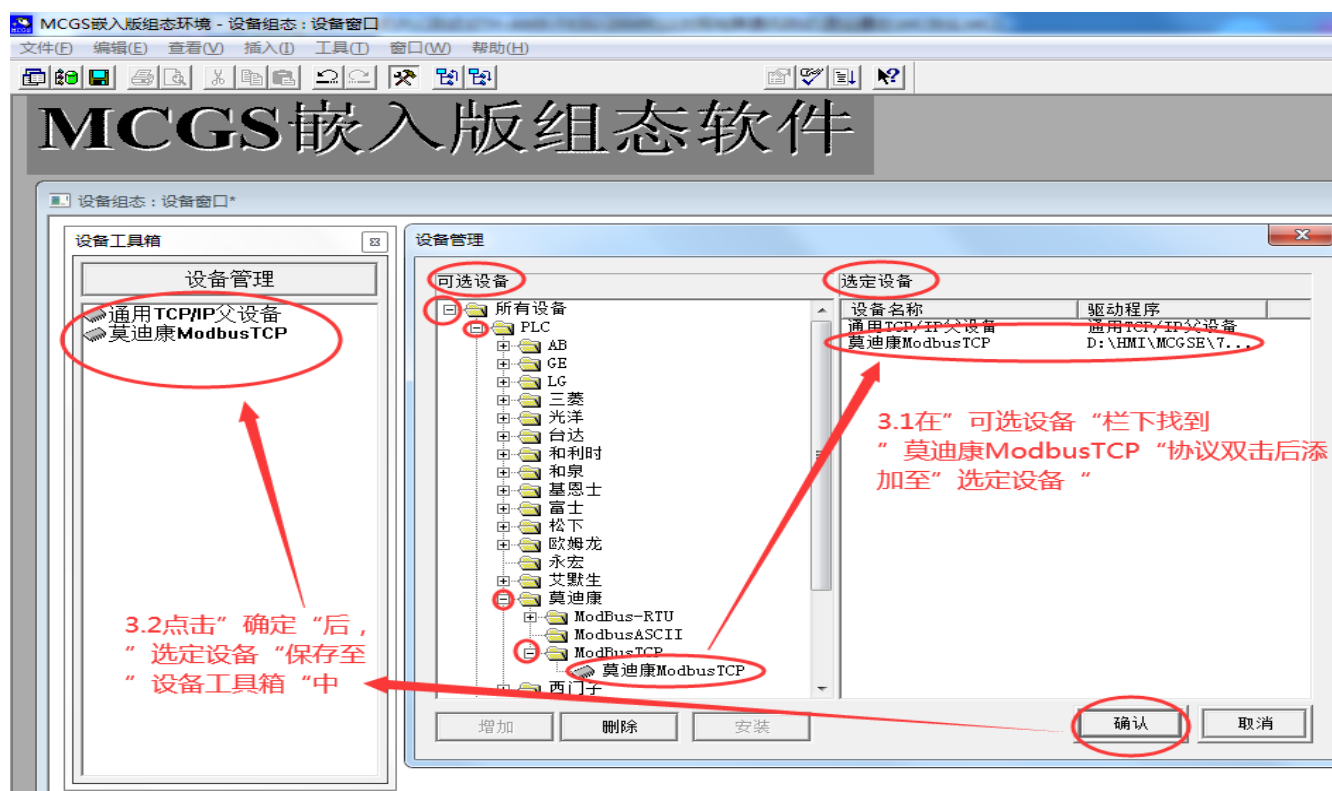 MCGS嵌入版组态环境 - 设备组态 : 设备窗口
文件(F) 编辑(E) 查看(V) 插入(I) 工具(T) 窗口(W) 帮助(H)
MCGS嵌入版组态软件
设备组态 : 设备窗口*
设备工具箱
设备管理
通用TCP/IP父设备
莫迪康ModbusTCP
设备管理
可选设备
所有设备
PLC
AB
GE
LG
三菱
光洋
台达
和利时
和泉
基恩士
富士
松下
欧姆龙
永宏
艾默生
莫迪康
ModBus-RTU
ModbusASCII
ModBusTCP
莫迪康ModbusTCP
西门子
增加 删除 安装
选定设备
设备名称 驱动程序
通用TCP/IP父设备 通用TCP/IP父设备
莫迪康ModbusTCP D:\HMI\MCGSE\7...
3.1在”可选设备“栏下找到
”莫迪康ModbusTCP“协议双击后添
加至”选定设备“
3.2点击”确定“后，
”选定设备“保存至
”设备工具箱“中
确认 取消